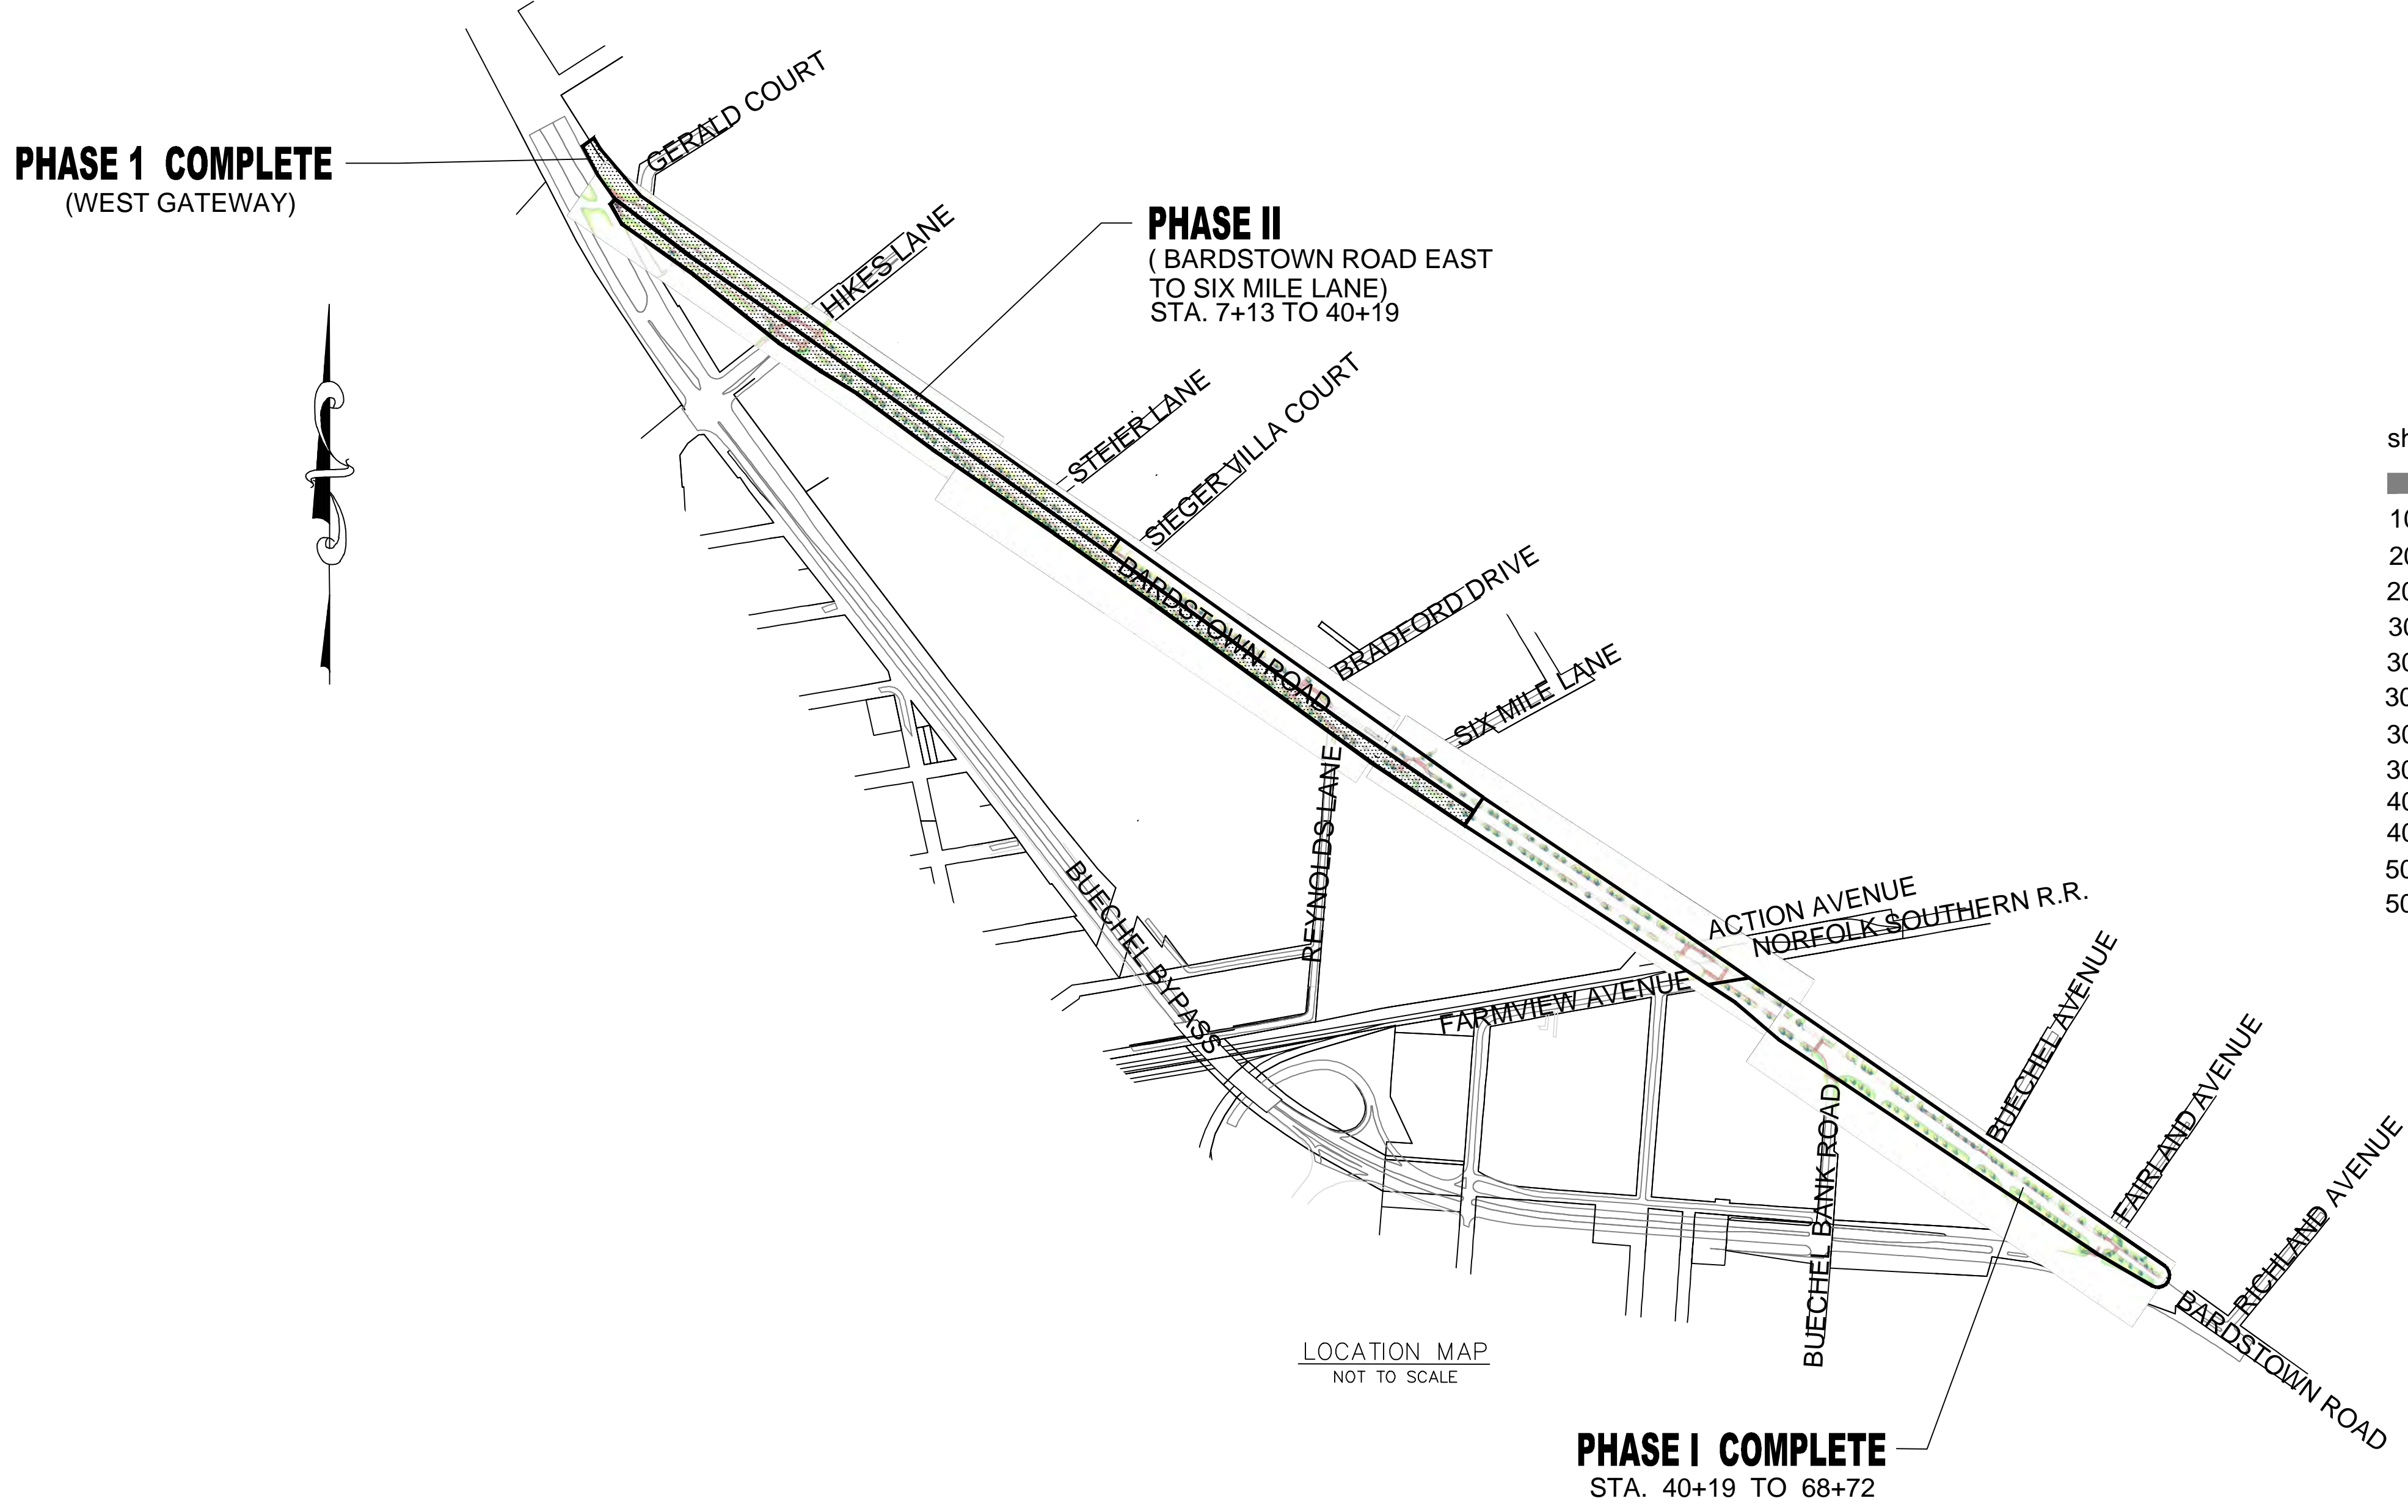 GERALD COURT
PHASE 1 COMPLETE
(WEST GATEWAY)
HIKES LANE
PHASE II
( BARDSTOWN ROAD EAST
TO SIX MILE LANE)
STA. 7+13 TO 40+19
STEIER LANE
SIEGER VILLA COURT
BARDSTOWN ROAD
BRADFORD DRIVE
SIX MILE LANE
REYNOLDS LANE
BUECHEL BYPASS
ACTION AVENUE
NORFOLK SOUTHERN R.R.
FARMVIEW AVENUE
BUECHEL AVENUE
FAIRLAND AVENUE
RICHLAND AVENUE
BUECHEL BANK ROAD
BARDSTOWN ROAD
LOCATION MAP
NOT TO SCALE
PHASE I COMPLETE
STA. 40+19 TO 68+72